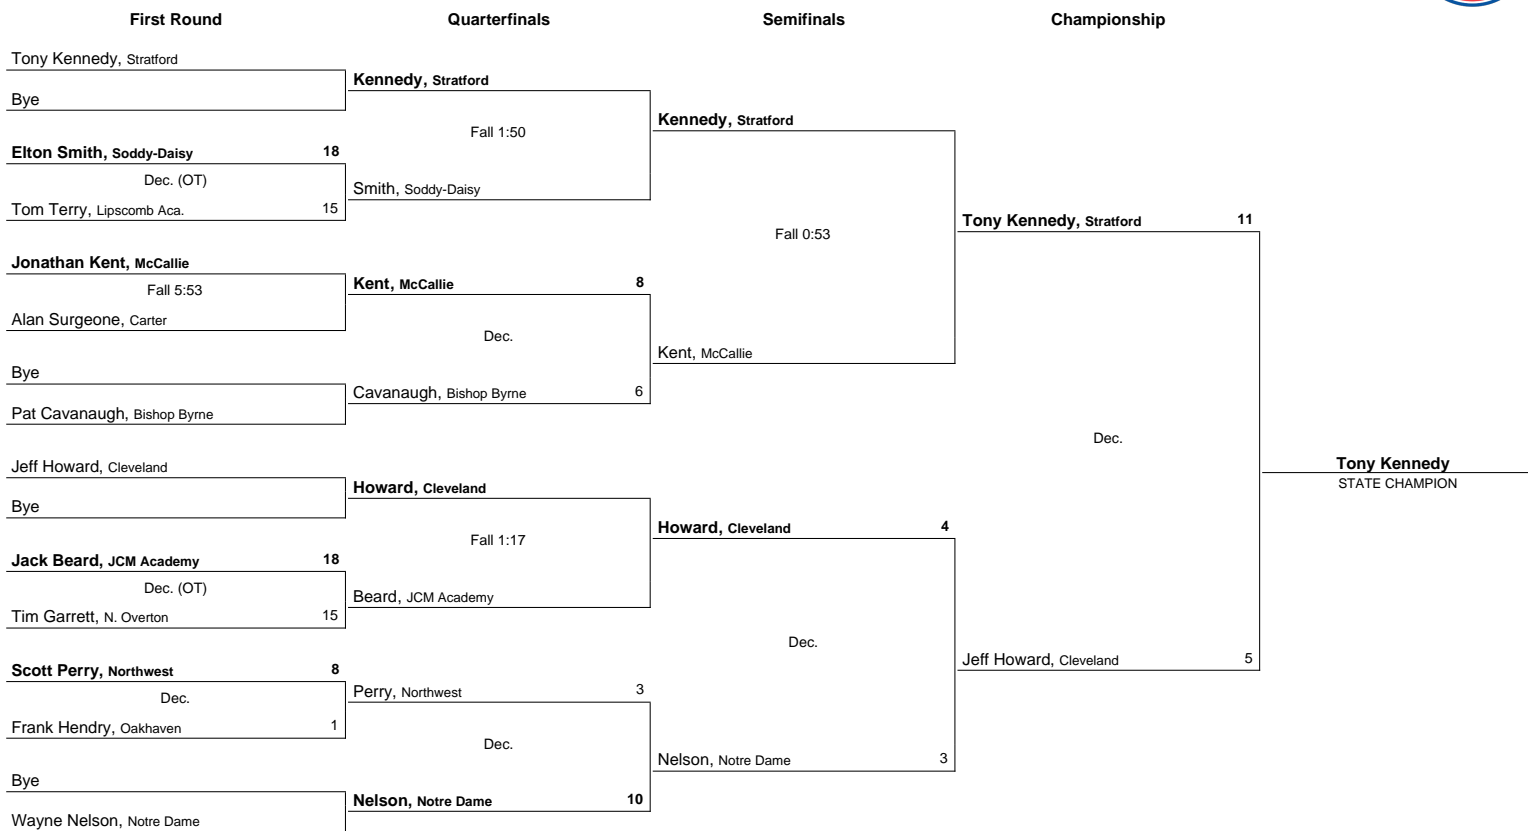 First Round Quarterfinals Semifinals Championship
Tony Kennedy, Stratford
Bye
Elton Smith, Soddy-Daisy 18
Dec. (OT)
Tom Terry, Lipscomb Aca. 15
Jonathan Kent, McCallie
Fall 5:53
Alan Surgeone, Carter
Bye
Pat Cavanaugh, Bishop Byrne
Jeff Howard, Cleveland
Bye
Jack Beard, JCM Academy 18
Dec. (OT)
Tim Garrett, N. Overton 15
Scott Perry, Northwest 8
Dec.
Frank Hendry, Oakhaven 1
Bye
Wayne Nelson, Notre Dame
Kennedy, Stratford
Fall 1:50
Smith, Soddy-Daisy
Kent, McCallie 8
Dec.
Cavanaugh, Bishop Byrne 6
Howard, Cleveland
Fall 1:17
Beard, JCM Academy
Perry, Northwest 3
Dec.
Nelson, Notre Dame 10
Kennedy, Stratford
Fall 0:53
Kent, McCallie
Howard, Cleveland 4
Dec.
Nelson, Notre Dame 3
Tony Kennedy, Stratford 11
Dec.
Jeff Howard, Cleveland 5
Tony Kennedy
STATE CHAMPION